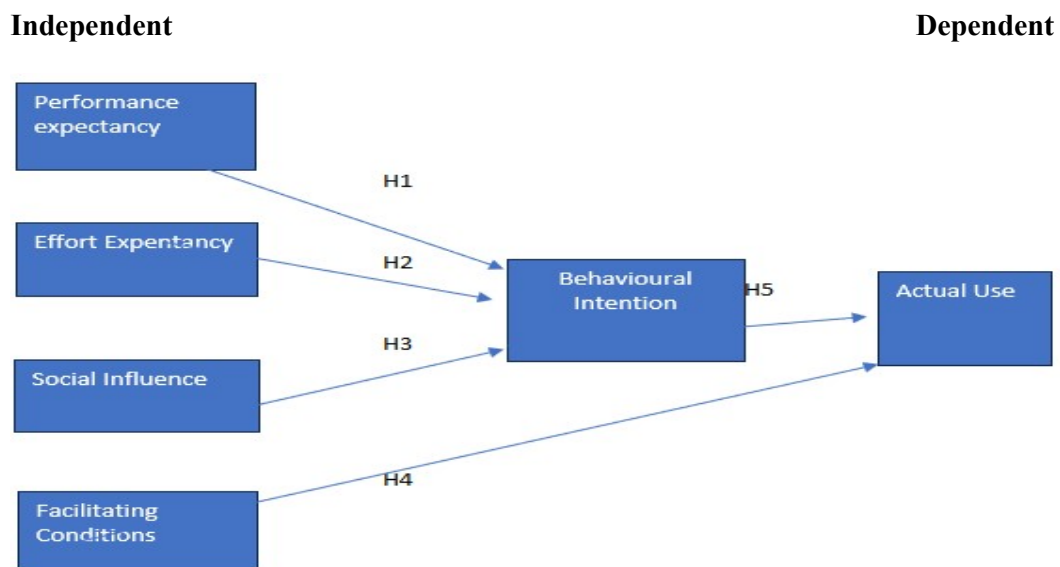 Independent Dependent
Performance
expectancy
H1
Effort Expentancy
H2
Behavioural
Intention
H5
Actual Use
H3
Social Influence
H4
Facilitating
Conditions